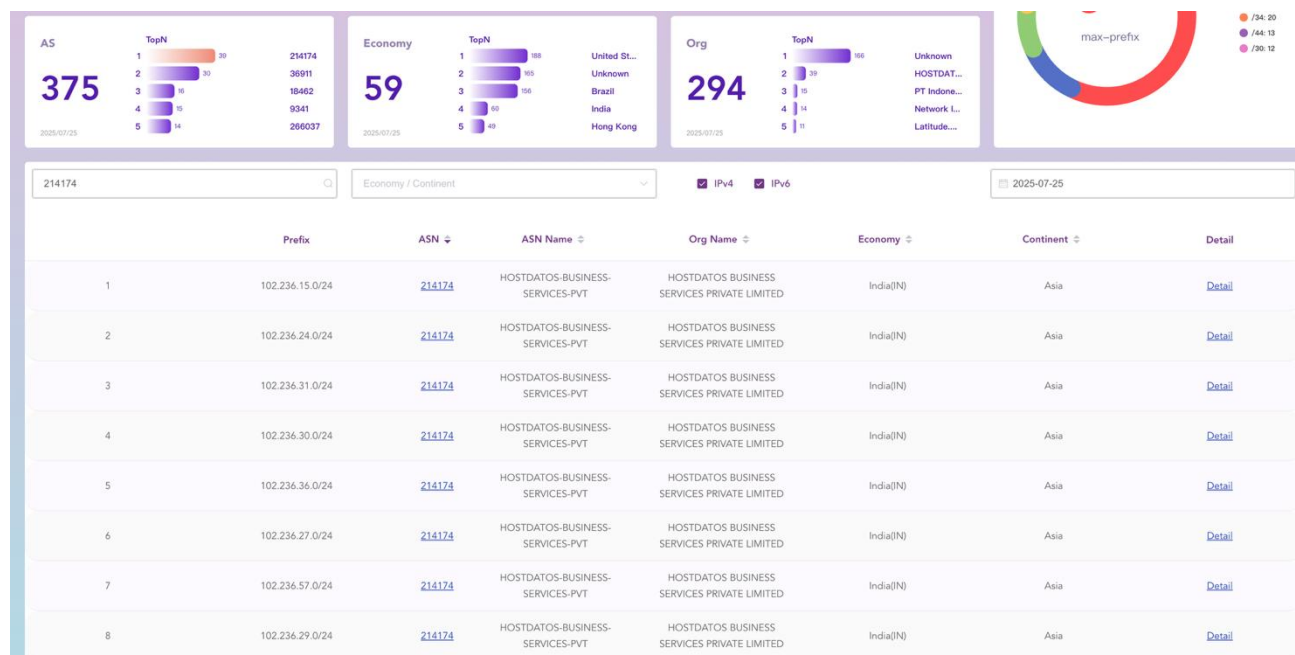 AS
375
2025/07/25
TopN
1 39 214174
2 30 36911
3 16 18462
4 15 9341
5 14 266037
Economy
59
2025/07/25
TopN
1 188 United St...
2 165 Unknown
3 156 Brazil
4 60 India
5 49 Hong Kong
Org
294
2025/07/25
TopN
1 166 Unknown
2 39 HOSTDAT...
3 15 PT Indone...
4 14 Network I...
5 11 Latitude....
max-prefix
/34: 20
/44: 13
/30: 12
214174
Economy / Continent
IPv4 IPv6
2025-07-25
Prefix ASN ASN Name Org Name Economy Continent Detail
1 102.236.15.0/24 214174 HOSTDATOS-BUSINESS-SERVICES-PVT HOSTDATOS BUSINESS SERVICES PRIVATE LIMITED India(IN) Asia Detail
2 102.236.24.0/24 214174 HOSTDATOS-BUSINESS-SERVICES-PVT HOSTDATOS BUSINESS SERVICES PRIVATE LIMITED India(IN) Asia Detail
3 102.236.31.0/24 214174 HOSTDATOS-BUSINESS-SERVICES-PVT HOSTDATOS BUSINESS SERVICES PRIVATE LIMITED India(IN) Asia Detail
4 102.236.30.0/24 214174 HOSTDATOS-BUSINESS-SERVICES-PVT HOSTDATOS BUSINESS SERVICES PRIVATE LIMITED India(IN) Asia Detail
5 102.236.36.0/24 214174 HOSTDATOS-BUSINESS-SERVICES-PVT HOSTDATOS BUSINESS SERVICES PRIVATE LIMITED India(IN) Asia Detail
6 102.236.27.0/24 214174 HOSTDATOS-BUSINESS-SERVICES-PVT HOSTDATOS BUSINESS SERVICES PRIVATE LIMITED India(IN) Asia Detail
7 102.236.57.0/24 214174 HOSTDATOS-BUSINESS-SERVICES-PVT HOSTDATOS BUSINESS SERVICES PRIVATE LIMITED India(IN) Asia Detail
8 102.236.29.0/24 214174 HOSTDATOS-BUSINESS-SERVICES-PVT HOSTDATOS BUSINESS SERVICES PRIVATE LIMITED India(IN) Asia Detail